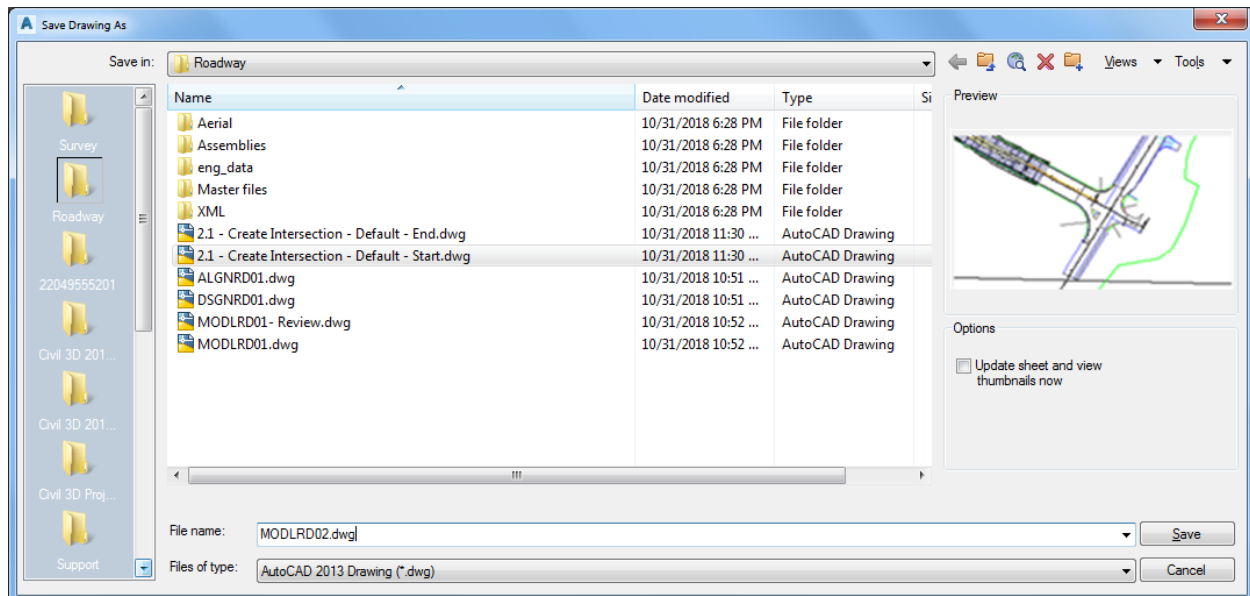 Save Drawing As
Save in: Roadway Views Tools
Name Date modified Type Si Preview
Aerial 10/31/2018 6:28 PM File folder
Assemblies 10/31/2018 6:28 PM File folder
eng_data 10/31/2018 6:28 PM File folder
Master files 10/31/2018 6:28 PM File folder
XML 10/31/2018 6:28 PM File folder
2.1 - Create Intersection - Default - End.dwg 10/31/2018 11:30 ... AutoCAD Drawing
2.1 - Create Intersection - Default - Start.dwg 10/31/2018 11:30 ... AutoCAD Drawing
ALGNRD01.dwg 10/31/2018 10:51 ... AutoCAD Drawing
DSGNRD01.dwg 10/31/2018 10:51 ... AutoCAD Drawing
MODLRD01- Review.dwg 10/31/2018 10:52 ... AutoCAD Drawing
MODLRD01.dwg 10/31/2018 10:52 ... AutoCAD Drawing
Survey
Roadway
22049555201
Civil 3D 201...
Civil 3D 201...
Civil 3D Proj...
Support
Options
Update sheet and view
thumbnails now
File name: MODLRD02.dwg Save
Files of type: AutoCAD 2013 Drawing (*.dwg) Cancel